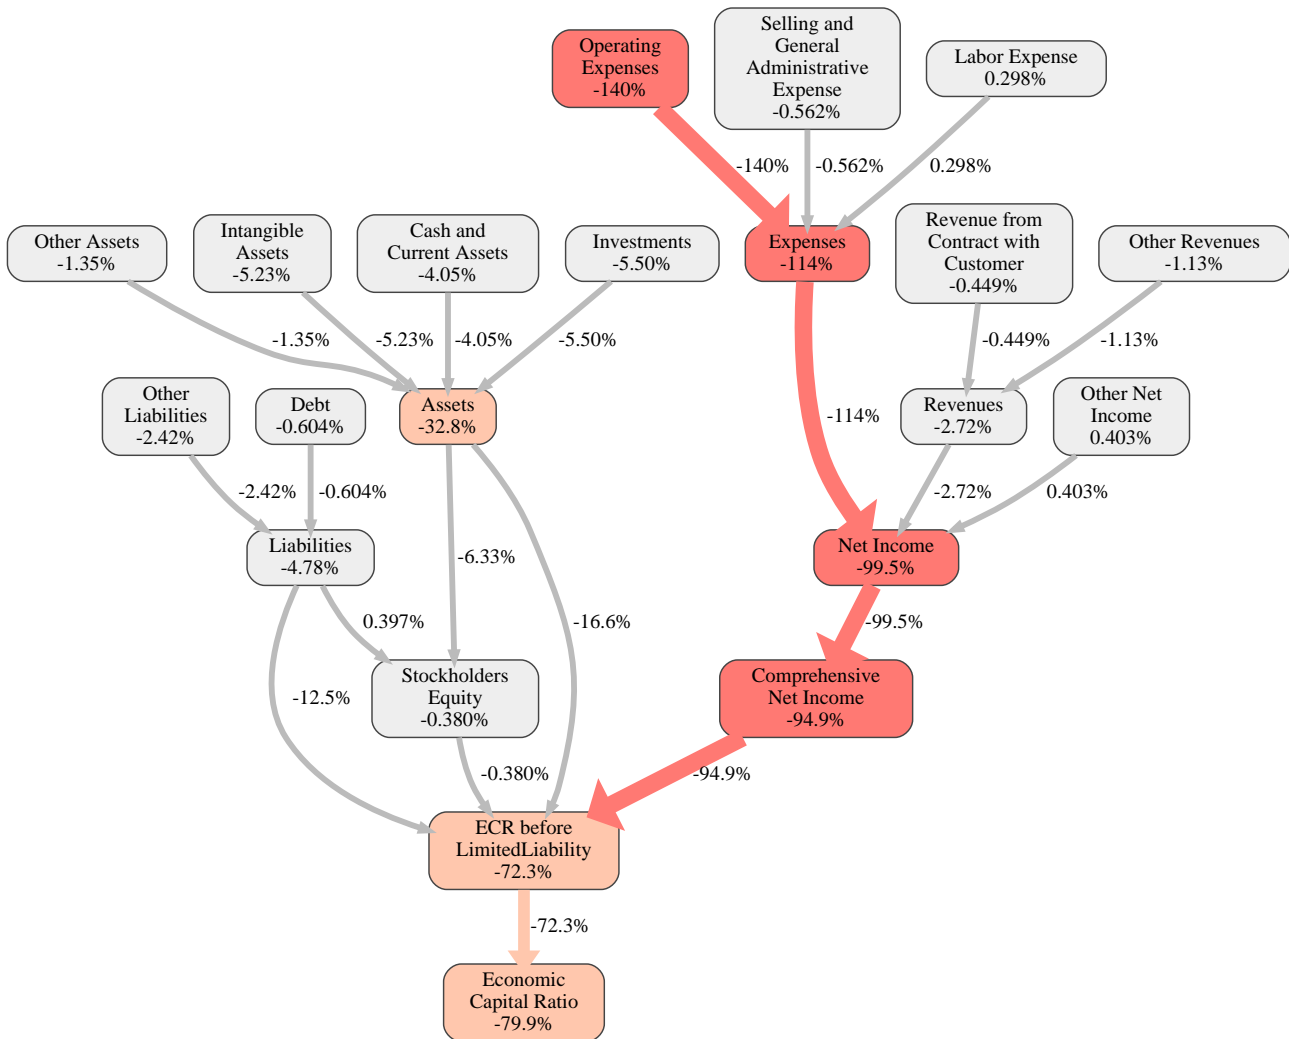 Operating
Expenses
-140%
Selling and
General
Administrative
Expense
-0.562%
Labor Expense
0.298%
-140%
-0.562%
0.298%
Other Assets
-1.35%
Intangible
Assets
-5.23%
Cash and
Current Assets
-4.05%
Investments
-5.50%
Expenses
-114%
Revenue from
Contract with
Customer
-0.449%
Other Revenues
-1.13%
-1.35%
-5.23%
-4.05%
-5.50%
-0.449%
-1.13%
Other
Liabilities
-2.42%
Debt
-0.604%
Assets
-32.8%
-114%
Revenues
-2.72%
Other Net
Income
0.403%
-2.42%
-0.604%
-2.72%
0.403%
Liabilities
-4.78%
-6.33%
Net Income
-99.5%
0.397%
-16.6%
-99.5%
-12.5%
Stockholders
Equity
-0.380%
Comprehensive
Net Income
-94.9%
-0.380%
-94.9%
ECR before
LimitedLiability
-72.3%
-72.3%
Economic
Capital Ratio
-79.9%